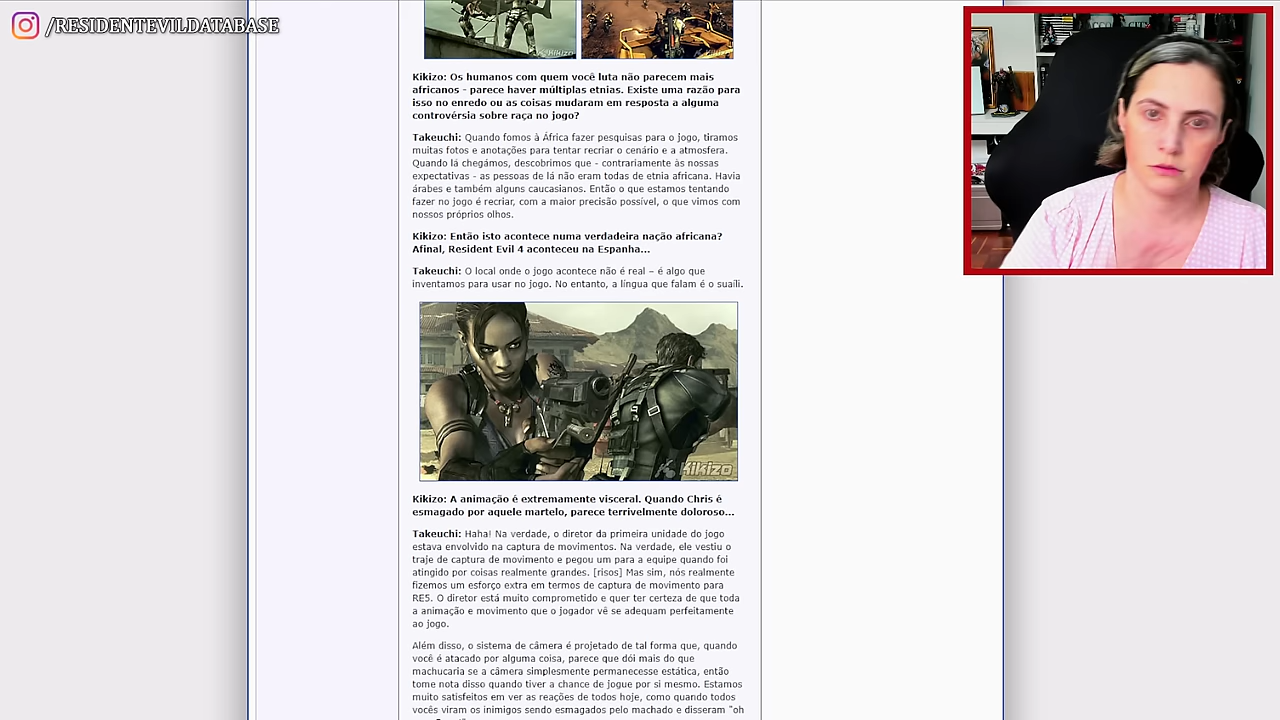 /RESIDENTEVILDATABASE
Kikizo
Kikizo
Kikizo: Os humanos com quem você luta não parecem mais
africanos - parece haver múltiplas etnias. Existe uma razão para
isso no enredo ou as coisas mudaram em resposta a alguma
controvérsia sobre raça no jogo?
Takeuchi: Quando fomos à África fazer pesquisas para o jogo, tiramos
muitas fotos e anotações para tentar recriar o cenário e a atmosfera.
Quando lá chegámos, descobrimos que - contrariamente às nossas
expectativas - as pessoas de lá não eram todas de etnia africana. Havia
árabes e também alguns caucasianos. Então o que estamos tentando
fazer no jogo é recriar, com a maior precisão possível, o que vimos com
nossos próprios olhos.
Kikizo: Então isto acontece numa verdadeira nação africana?
Afinal, Resident Evil 4 aconteceu na Espanha...
Takeuchi: O local onde o jogo acontece não é real – é algo que
inventamos para usar no jogo. No entanto, a língua que falam é o suaíli.
Kikizo
Kikizo: A animação é extremamente visceral. Quando Chris é
esmagado por aquele martelo, parece terrivelmente doloroso...
Takeuchi: Haha! Na verdade, o diretor da primeira unidade do jogo
estava envolvido na captura de movimentos. Na verdade, ele vestiu o
traje de captura de movimento e pegou um para a equipe quando foi
atingido por coisas realmente grandes. [risos] Mas sim, nós realmente
fizemos um esforço extra em termos de captura de movimento para
RE5. O diretor está muito comprometido e quer ter certeza de que toda
a animação e movimento que o jogador vê se adequam perfeitamente
ao jogo.
Além disso, o sistema de câmera é projetado de tal forma que, quando
você é atacado por alguma coisa, parece que dói mais do que
machucaria se a câmera simplesmente permanecesse estática, então
tome nota disso quando tiver a chance de jogue por si mesmo. Estamos
muito satisfeitos em ver as reações de todos hoje, como quando todos
vocês viram os inimigos sendo esmagados pelo machado e disseram "oh